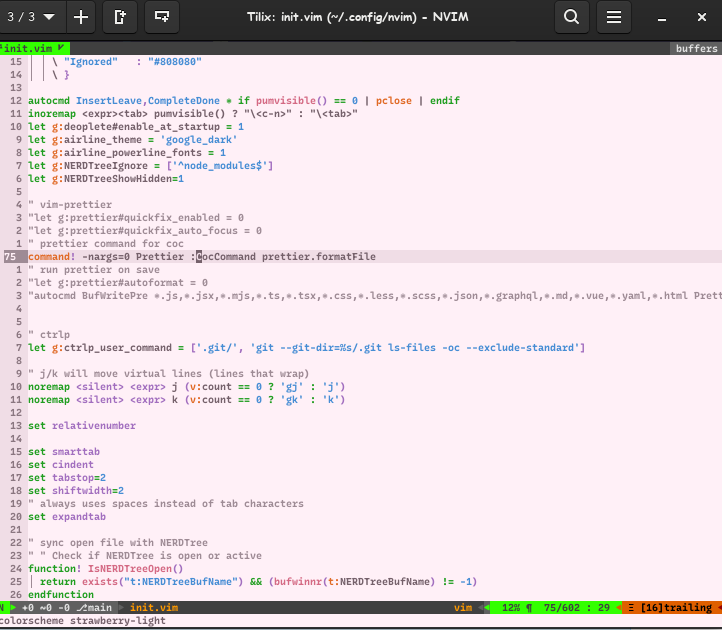 3 / 3
Tilix: init.vim (~/.config/nvim) - NVIM
init.vim
buffers
15 \ "Ignored"   : "#808080"
14 \ }
13
12 autocmd InsertLeave,CompleteDone * if pumvisible() == 0 | pclose | endif
11 inoremap <expr><tab> pumvisible() ? "\<c-n>" : "\<tab>"
10 let g:deoplete#enable_at_startup = 1
9 let g:airline_theme = 'google_dark'
8 let g:airline_powerline_fonts = 1
7 let g:NERDTreeIgnore = ['^node_modules$']
6 let g:NERDTreeShowHidden=1
5
4 " vim-prettier
3 "let g:prettier#quickfix_enabled = 0
2 "let g:prettier#quickfix_auto_focus = 0
1 " prettier command for coc
75 command! -nargs=0 Prettier :CocCommand prettier.formatFile
1 " run prettier on save
2 "let g:prettier#autoformat = 0
3 "autocmd BufWritePre *.js,*.jsx,*.mjs,*.ts,*.tsx,*.css,*.less,*.scss,*.json,*.graphql,*.md,*.vue,*.yaml,*.html Prett
4
5
6 " ctrlp
7 let g:ctrlp_user_command = ['.git/', 'git --git-dir=%s/.git ls-files -oc --exclude-standard']
8
9 " j/k will move virtual lines (lines that wrap)
10 noremap <silent> <expr> j (v:count == 0 ? 'gj' : 'j')
11 noremap <silent> <expr> k (v:count == 0 ? 'gk' : 'k')
12
13 set relativenumber
14
15 set smarttab
16 set cindent
17 set tabstop=2
18 set shiftwidth=2
19 " always uses spaces instead of tab characters
20 set expandtab
21
22 " sync open file with NERDTree
23 " " Check if NERDTree is open or active
24 function! IsNERDTreeOpen()
25 return exists("t:NERDTreeBufName") && (bufwinnr(t:NERDTreeBufName) != -1)
26 endfunction
N +0 ~0 -0 main init.vim vim 12% ¶ 75/602 : 29 Ξ [16]trailing
colorscheme strawberry-light